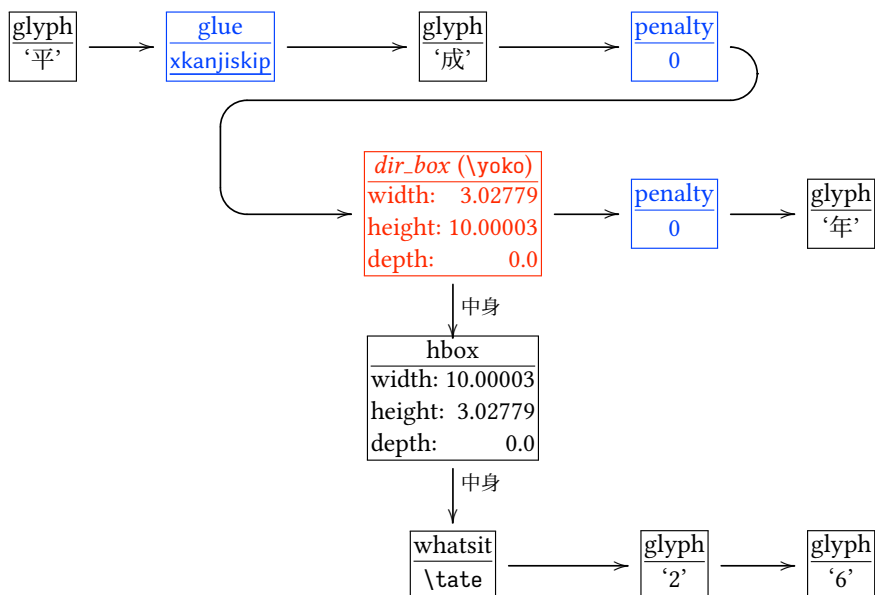 glyph
‘平’
glue
xkanjiskip
glyph
‘成’
penalty
0
dir_box (\yoko)
width: 3.02779
height: 10.00003
depth: 0.0
penalty
0
glyph
‘年’
中身
hbox
width: 10.00003
height: 3.02779
depth: 0.0
中身
whatsit
\tate
glyph
‘2’
glyph
‘6’